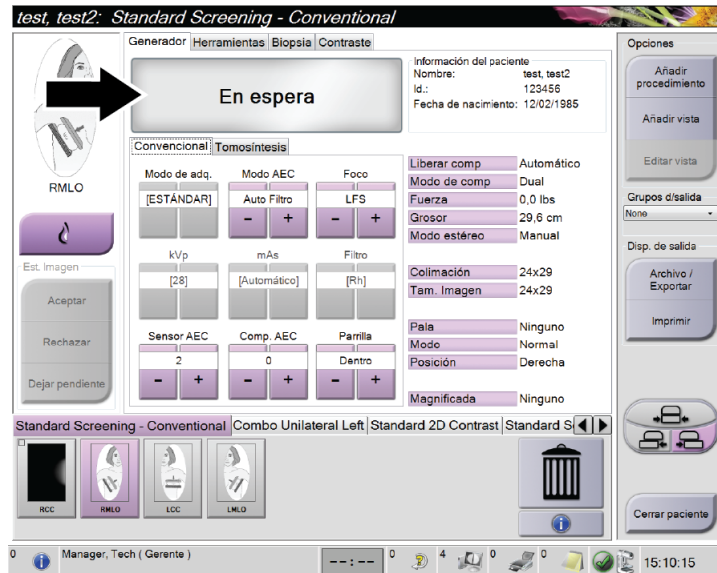 test, test2: Standard Screening - Conventional
Generador Herramientas Biopsia Contraste
En espera
Información del paciente
Nombre: test, test2
Id.: 123456
Fecha de nacimiento: 12/02/1985
Opciones
Añadir
procedimiento
Añadir vista
Editar vista
Grupos d/salida
None
Disp. de salida
Archivo /
Exportar
Imprimir
Cerrar paciente
RMLO
Est. Imagen
Aceptar
Rechazar
Dejar pendiente
Convencional Tomosíntesis
Modo de adq. Modo AEC Foco
[ESTÁNDAR] Auto Filtro LFS
- + - +
kVp mAs Filtro
[28] [Automático] [Rh]
Sensor AEC Comp. AEC Parrilla
2 0 Dentro
- + - + - +
Liberar comp Automático
Modo de comp Dual
Fuerza 0,0 lbs
Grosor 29,6 cm
Modo estéreo Manual
Colimación 24x29
Tam. Imagen 24x29
Pala Ninguno
Modo Normal
Posición Derecha
Magnificada Ninguno
Standard Screening - Conventional Combo Unilateral Left Standard 2D Contrast Standard S
RCC RMLO LCC LMLO
0 Manager, Tech ( Gerente ) --:-- 0 4 0 0 15:10:15